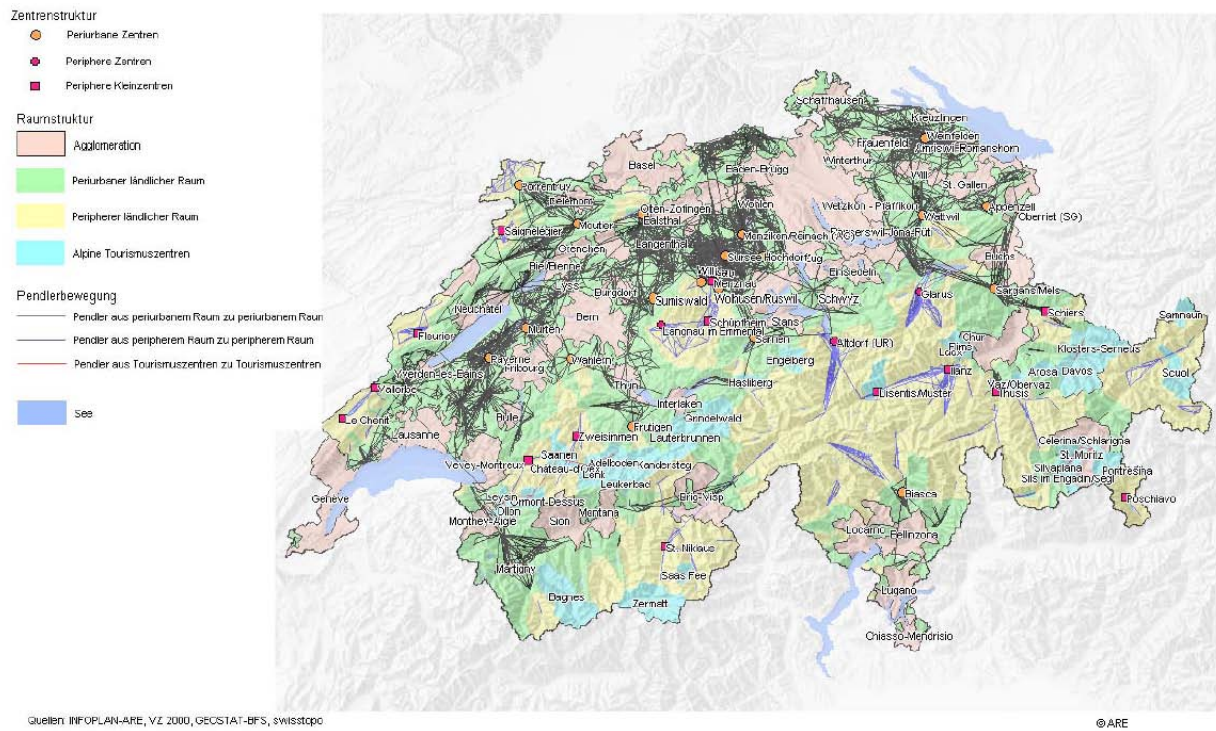 Zentrenstruktur
Periurbane Zentren
Periphere Zentren
Periphere Kleinzentren
Raumstruktur
Agglomeration
Periurbaner ländlicher Raum
Peripherer ländlicher Raum
Alpine Tourismuszentren
Pendlerbewegung
Pendler aus periurbanem Raum zu periurbanem Raum
Pendler aus peripherem Raum zu peripherem Raum
Pendler aus Tourismuszentren zu Tourismuszentren
See
Schaffhausen
Kreuzlingen
Weinfelden
Frauenfeld
Amriswil-Romanshorn
Basel
Baden-Brugg
Winterthur
Wil
St. Gallen
Porrentruy
Delémont
Olten-Zofingen
Wohlen
Wetzikon - Pfäffikon
Appenzell
Oberriet (SG)
Balsthal
Wattwil
Saignelégier
Moutier
Menziken/Reinach (AG)
Rapperswil-Jona-Rüti
Grenchen
Langenthal
Sursee
Hochdorf
Buchs
Biel/Bienne
Lyss
Einsiedeln
Burgdorf
Menznau
Sargans/Mels
Neuchâtel
Sumiswald
Wolhusen/Ruswil
Schwyz
Glarus
Schiers
Bern
Schüpfheim
Stans
Samnaun
Fleurier
Murten
Langnau im Emmental
Sarnen
Altdorf (UR)
Chur
Flims
Laax
Klosters-Serneus
Payerne
Wahlern
Engelberg
Ilanz
Arosa
Davos
Scuol
Yverdon-les-Bains
Fribourg
Vallorbe
Thun
Hasliberg
Disentis/Muster
Vaz/Obervaz
Thusis
Interlaken
Le Chenit
Bulle
Grindelwald
Frutigen
Lausanne
Zweisimmen
Lauterbrunnen
Celerina/Schlarigna
Saanen
St. Moritz
Vevey-Montreux
Château-d'Oex
Adelboden
Kandersteg
Lenk
Silvaplana
Pontresina
Leukerbad
Sils im Engadin/Segl
Genève
Leysin
Ormont-Dessus
Brig-Visp
Biasca
Poschiavo
Ollon
Montana
Monthey-Aigle
Sion
Locarno
Bellinzona
St. Niklaus
Martigny
Saas Fee
Lugano
Bagnes
Zermatt
Chiasso-Mendrisio
Quellen: INFOPLAN-ARE, VZ 2000, GEOSTAT-BFS, swisstopo
© ARE